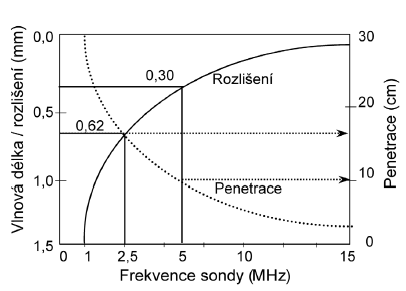 Vlnová délka / rozlišení (mm)
0,0
0,5
1,0
1,5
0,30
0,62
Rozlišení
Penetrace
30
20
10
0
Penetrace (cm)
0 1 2,5 5 10 15
Frekvence sondy (MHz)